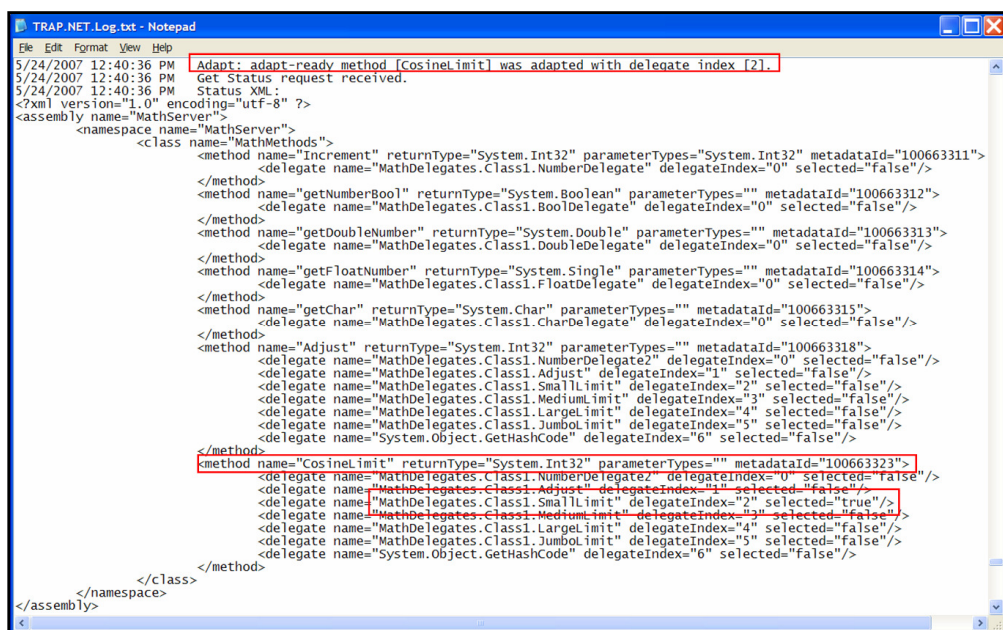 TRAP.NET.Log.txt - Notepad
File Edit Format View Help
5/24/2007 12:40:36 PM Adapt: adapt-ready method [CosineLimit] was adapted with delegate index [2].
5/24/2007 12:40:36 PM Get Status request received.
5/24/2007 12:40:36 PM Status XML:
<?xml version="1.0" encoding="utf-8" ?>
<assembly name="MathServer">
<namespace name="MathServer">
<class name="MathMethods">
<method name="Increment" returnType="System.Int32" parameterTypes="System.Int32" metadataId="100663311">
<delegate name="MathDelegates.Class1.NumberDelegate" delegateIndex="0" selected="false"/>
</method>
<method name="getNumberBool" returnType="System.Boolean" parameterTypes="" metadataId="100663312">
<delegate name="MathDelegates.Class1.BoolDelegate" delegateIndex="0" selected="false"/>
</method>
<method name="getDoubleNumber" returnType="System.Double" parameterTypes="" metadataId="100663313">
<delegate name="MathDelegates.Class1.DoubleDelegate" delegateIndex="0" selected="false"/>
</method>
<method name="getFloatNumber" returnType="System.Single" parameterTypes="" metadataId="100663314">
<delegate name="MathDelegates.Class1.FloatDelegate" delegateIndex="0" selected="false"/>
</method>
<method name="getChar" returnType="System.Char" parameterTypes="" metadataId="100663315">
<delegate name="MathDelegates.Class1.CharDelegate" delegateIndex="0" selected="false"/>
</method>
<method name="Adjust" returnType="System.Int32" parameterTypes="" metadataId="100663318">
<delegate name="MathDelegates.Class1.NumberDelegate2" delegateIndex="0" selected="false"/>
<delegate name="MathDelegates.Class1.Adjust" delegateIndex="1" selected="false"/>
<delegate name="MathDelegates.Class1.SmallLimit" delegateIndex="2" selected="false"/>
<delegate name="MathDelegates.Class1.MediumLimit" delegateIndex="3" selected="false"/>
<delegate name="MathDelegates.Class1.LargeLimit" delegateIndex="4" selected="false"/>
<delegate name="MathDelegates.Class1.JumboLimit" delegateIndex="5" selected="false"/>
<delegate name="System.Object.GetHashCode" delegateIndex="6" selected="false"/>
</method>
<method name="CosineLimit" returnType="System.Int32" parameterTypes="" metadataId="100663323">
<delegate name="MathDelegates.Class1.NumberDelegate2" delegateIndex="0" selected="false"/>
<delegate name="MathDelegates.Class1.Adjust" delegateIndex="1" selected="false"/>
<delegate name="MathDelegates.Class1.SmallLimit" delegateIndex="2" selected="true"/>
<delegate name="MathDelegates.Class1.MediumLimit" delegateIndex="3" selected="false"/>
<delegate name="MathDelegates.Class1.LargeLimit" delegateIndex="4" selected="false"/>
<delegate name="MathDelegates.Class1.JumboLimit" delegateIndex="5" selected="false"/>
<delegate name="System.Object.GetHashCode" delegateIndex="6" selected="false"/>
</method>
</class>
</namespace>
</assembly>